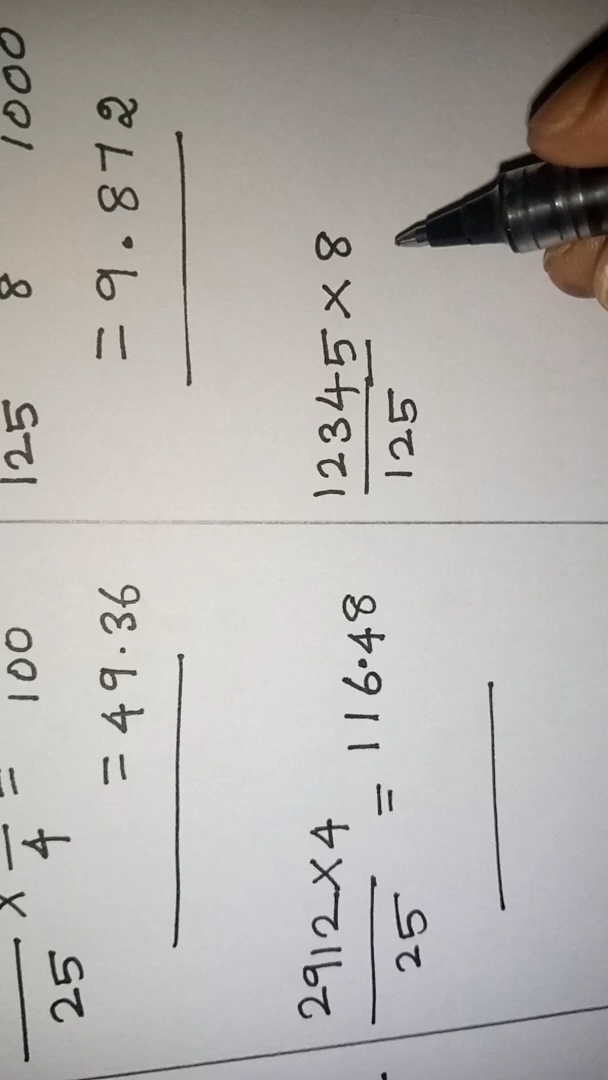 25 × 4 = 100
= 49.36
2912 × 4
25
= 116.48
125 8 1000
= 9.872
12345 × 8
125